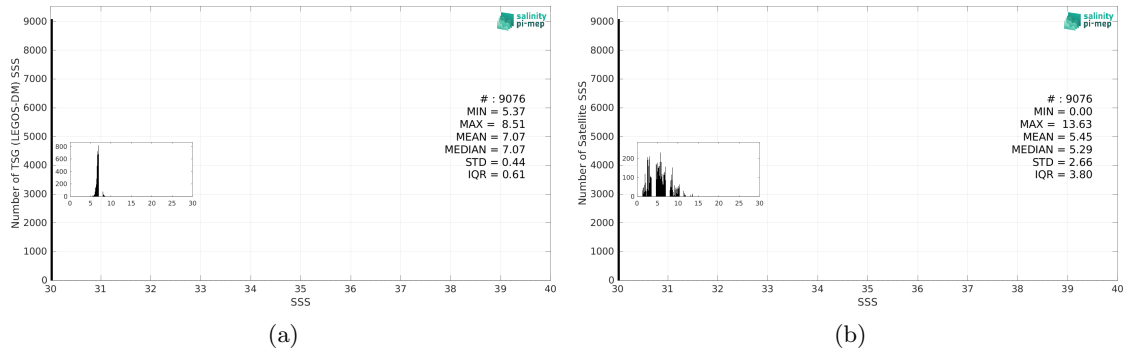 salinity
pi-mep
9000
8000
7000
6000
5000
4000
3000
2000
1000
0
Number of TSG (LEGOS-DM) SSS
# : 9076
MIN = 5.37
MAX = 8.51
MEAN = 7.07
MEDIAN = 7.07
STD = 0.44
IQR = 0.61
800
600
400
200
0
0 5 10 15 20 25 30
30 31 32 33 34 35 36 37 38 39 40
SSS
(a)
salinity
pi-mep
9000
8000
7000
6000
5000
4000
3000
2000
1000
0
Number of Satellite SSS
# : 9076
MIN = 0.00
MAX = 13.63
MEAN = 5.45
MEDIAN = 5.29
STD = 2.66
IQR = 3.80
200
100
0
0 5 10 15 20 25 30
30 31 32 33 34 35 36 37 38 39 40
SSS
(b)